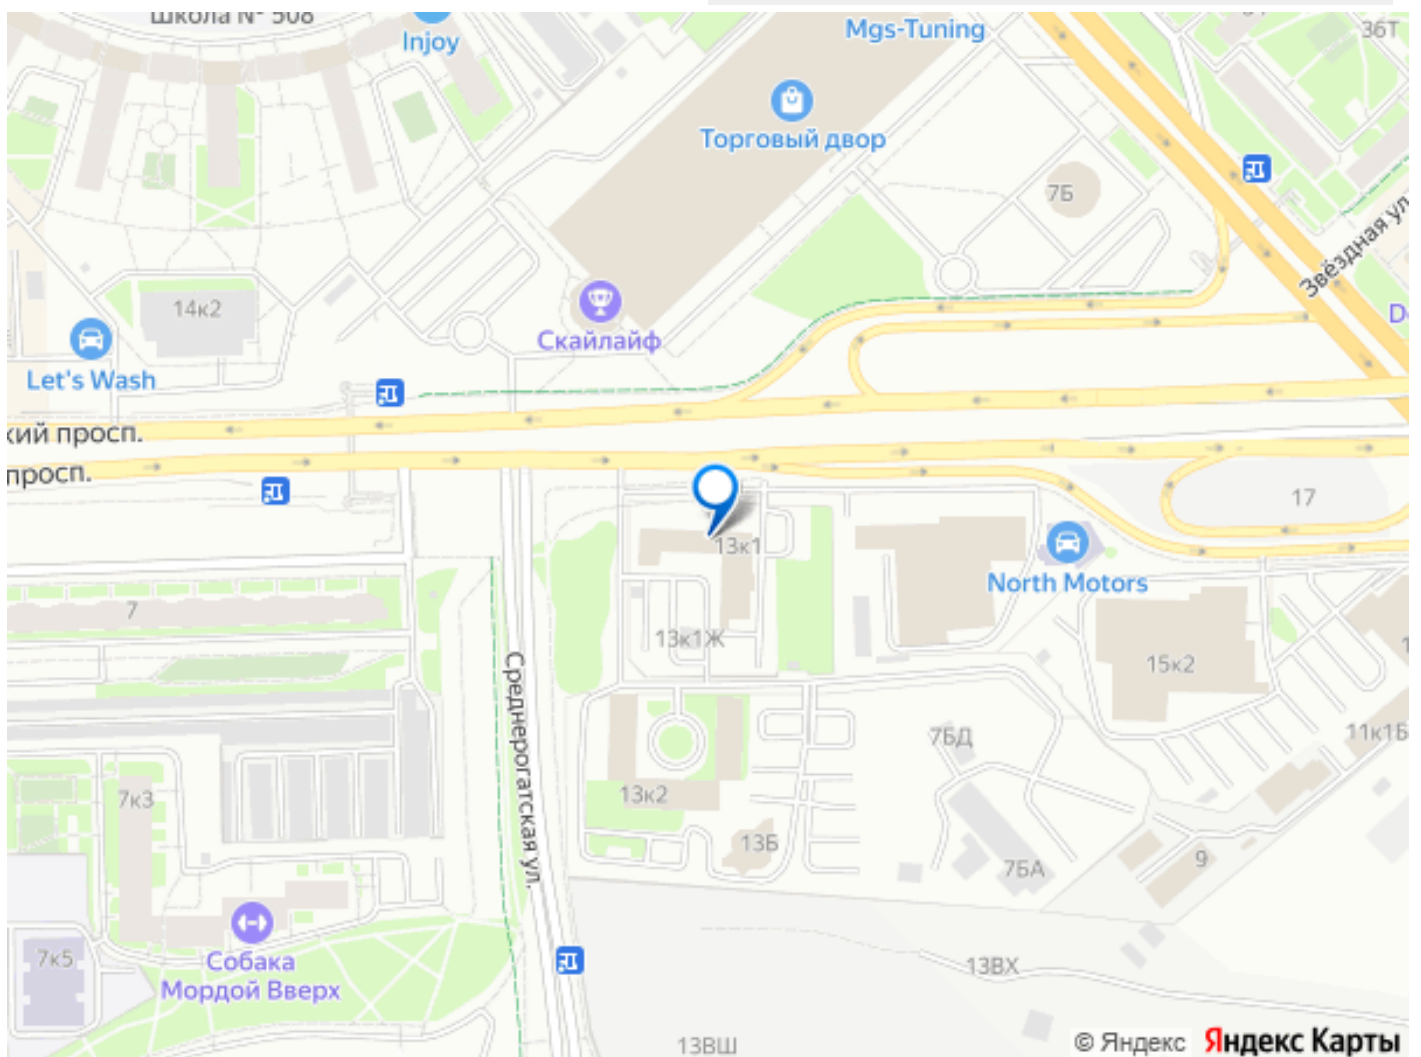 Школа № 508
Injoy
Mgs-Tuning
36Т
Торговый двор
7Б
Звёздная ул.
14к2
Скайлайф
Let's Wash
кий просп.
просп.
17
13к1
North Motors
7
13к1Ж
15к2
Среднерогатская ул.
7БД
11к1Б
7к3
13к2
13Б
9
7БА
7к5
Собака
Мордой Вверх
13ВХ
13ВШ
© Яндекс Яндекс Карты